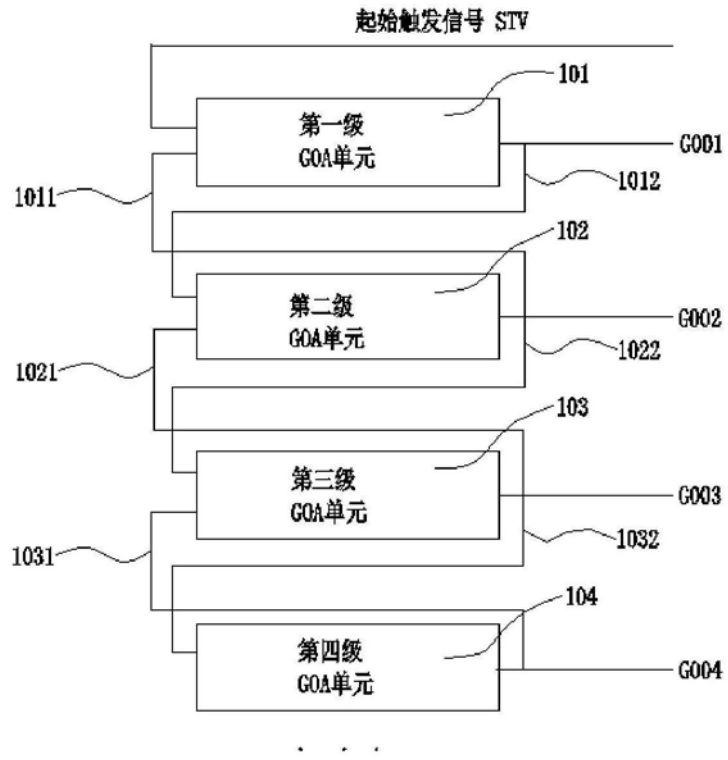 起始触发信号 STV
101
第一级
GOA单元
G001
1011
1012
102
第二级
GOA单元
G002
1021
1022
103
第三级
GOA单元
G003
1031
1032
104
第四级
GOA单元
G004
. . .